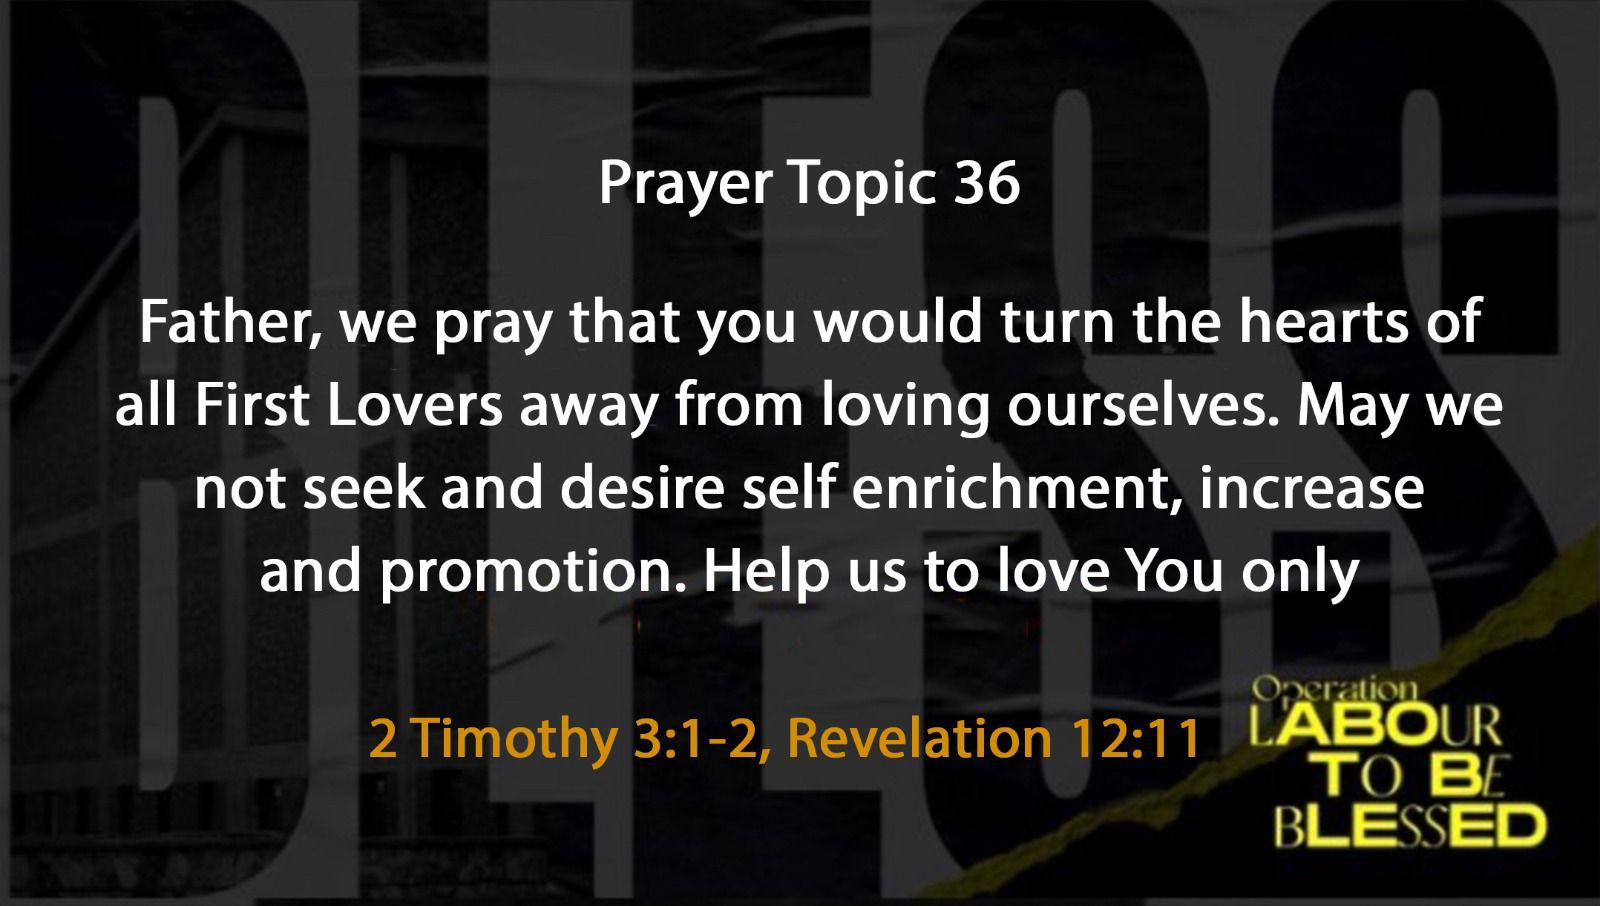 BLESS
Prayer Topic 36
Father, we pray that you would turn the hearts of
all First Lovers away from loving ourselves. May we
not seek and desire self enrichment, increase
and promotion. Help us to love You only
2 Timothy 3:1-2, Revelation 12:11
Operation
LABOUR
TO BE
BLESSED